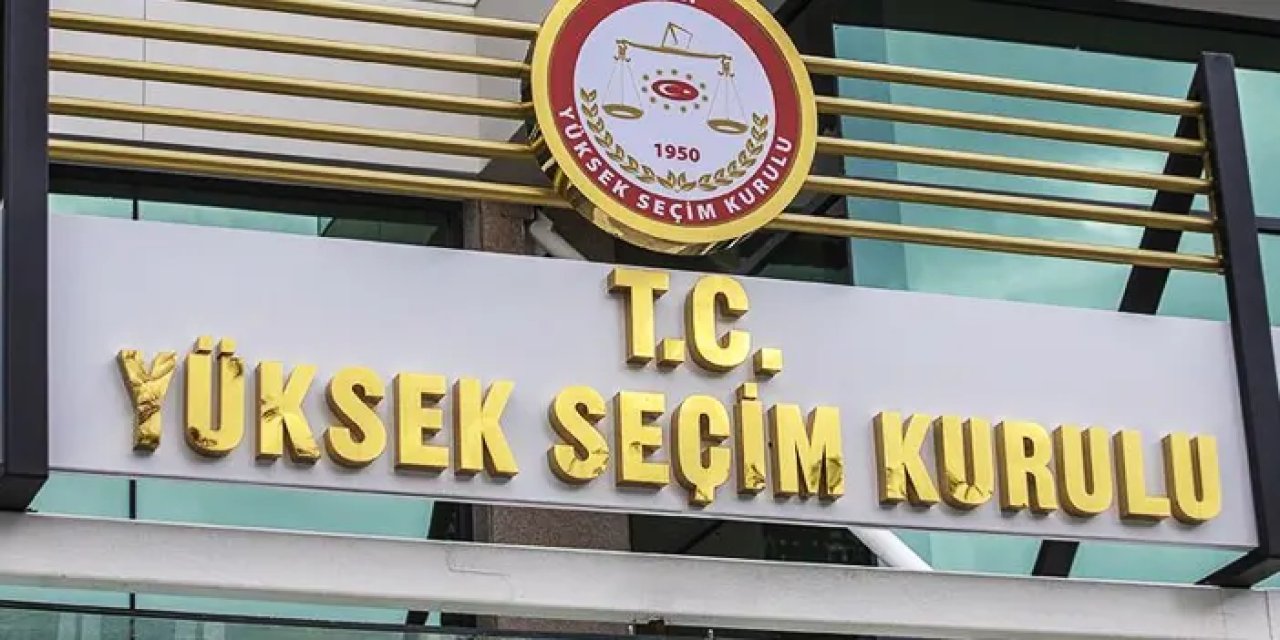 1950
YÜKSEK SEÇİM KURULU
T.C.
YÜKSEK SEÇİM KURULU